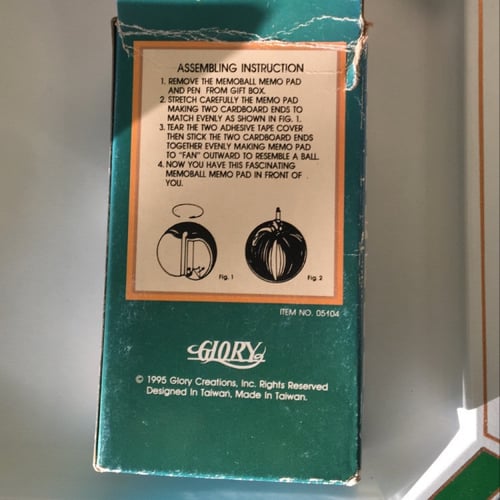 ASSEMBLING INSTRUCTION
1. REMOVE THE MEMOBALL MEMO PAD
AND PEN FROM GIFT BOX.
2. STRETCH CAREFULLY THE MEMO PAD
MAKING TWO CARDBOARD ENDS TO
MATCH EVENLY AS SHOWN IN FIG. 1.
3. TEAR THE TWO ADHESIVE TAPE COVER
THEN STICK THE TWO CARDBOARD ENDS
TOGETHER EVENLY MAKING MEMO PAD
TO "FAN" OUTWARD TO RESEMBLE A BALL.
4. NOW YOU HAVE THIS FASCINATING
MEMOBALL MEMO PAD IN FRONT OF
YOU.
Fig. 1
Fig. 2
ITEM NO. 05104
GLORY
© 1995 Glory Creations, Inc. Rights Reserved
Designed In Taiwan, Made In Taiwan.